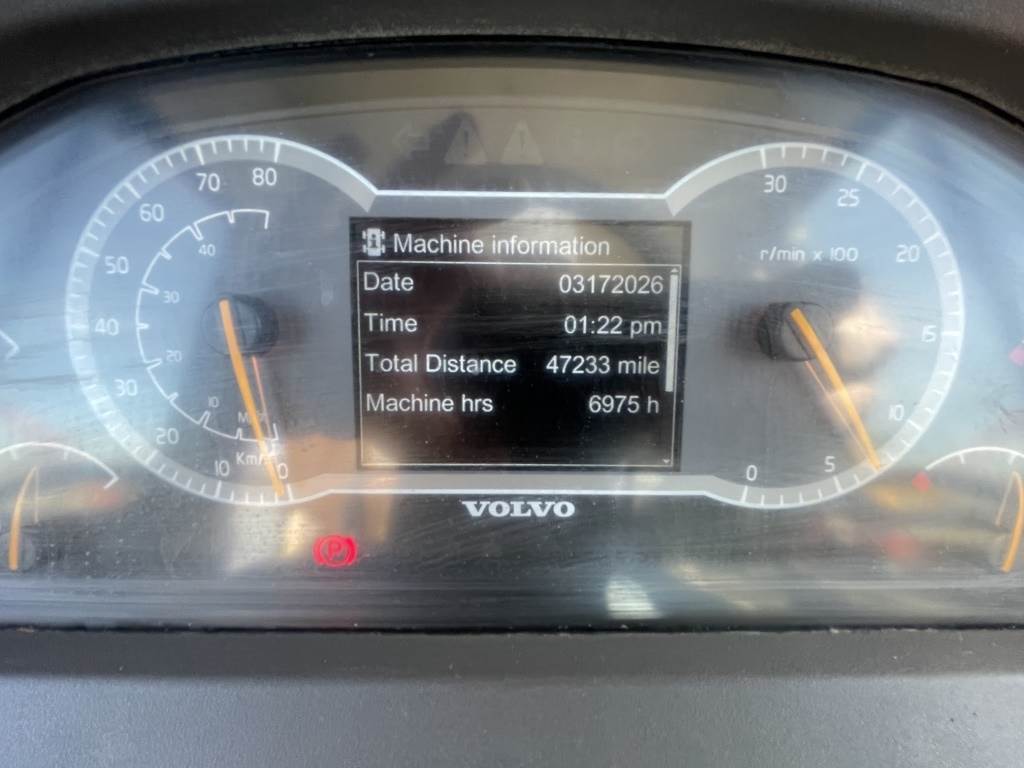 Machine information
Date 03172026
Time 01:22 pm
Total Distance 47233 mile
Machine hrs 6975 h
80
70
60
50
40
30
20
10
0
40
30
20
10
r/min x 100
30
25
20
15
10
5
0
VOLVO
P